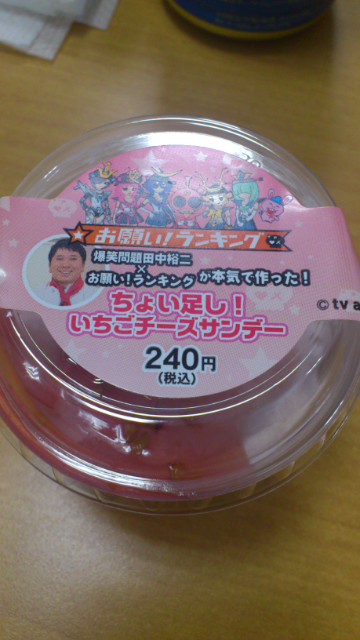 お願い！ランキング
爆笑問題田中裕二
×
お願い！ランキング
が本気で作った！
ちょい足し！
いちごチーズサンデー
240円
(税込)
© tv a